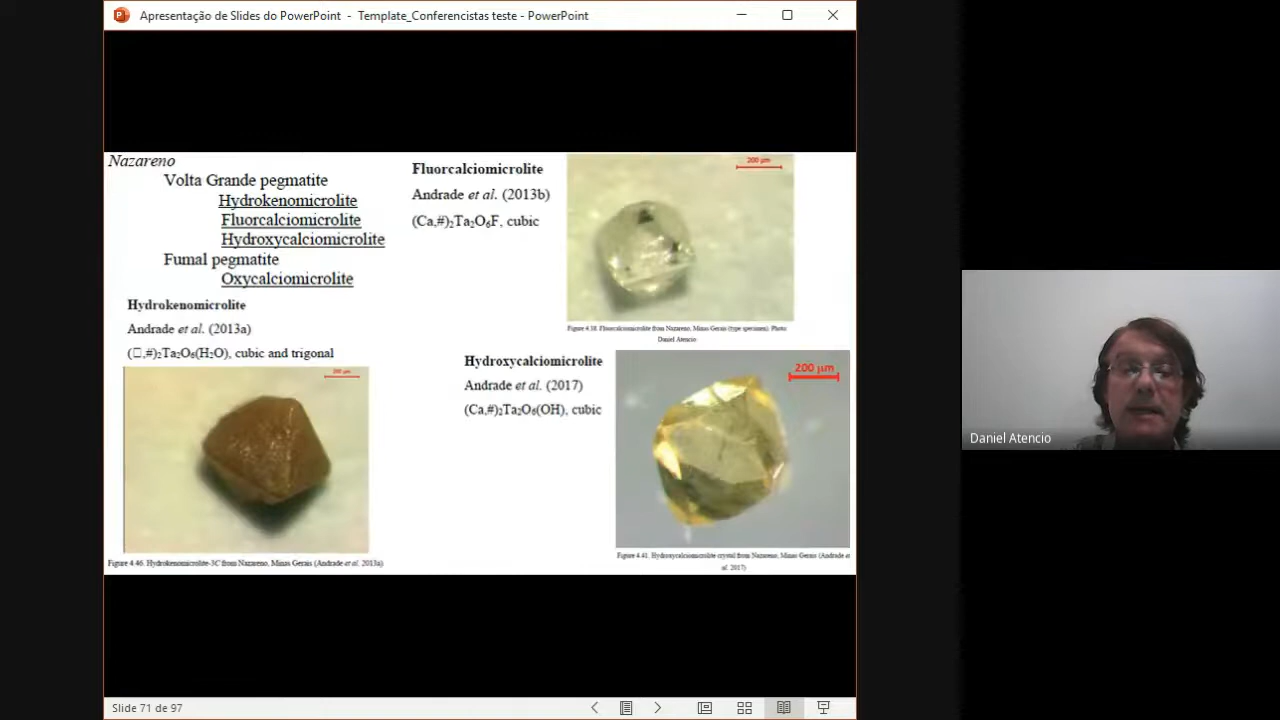 Apresentação de Slides do PowerPoint - Template_Conferencistas teste - PowerPoint
Nazareno
Volta Grande pegmatite
Hydrokenomicrolite
Fluorcalciomicrolite
Hydroxycalciomicrolite
Fumal pegmatite
Oxycalciomicrolite
Hydrokenomicrolite
Andrade et al. (2013a)
(□,#)₂Ta₂O₆(H₂O), cubic and trigonal
200 μm
Figure 4.46. Hydrokenomicrolite-3C from Nazareno, Minas Gerais (Andrade et al. 2013a)
Fluorcalciomicrolite
Andrade et al. (2013b)
(Ca,#)₂Ta₂O₆F, cubic
200 μm
Figure 4.38. Fluorcalciomicrolite from Nazareno, Minas Gerais (type specimen). Photo
Daniel Atencio
Hydroxycalciomicrolite
Andrade et al. (2017)
(Ca,#)₂Ta₂O₆(OH), cubic
200 μm
Figure 4.41. Hydroxycalciomicrolite crystal from Nazareno, Minas Gerais (Andrade et
al. 2017)
Daniel Atencio
Slide 71 de 97